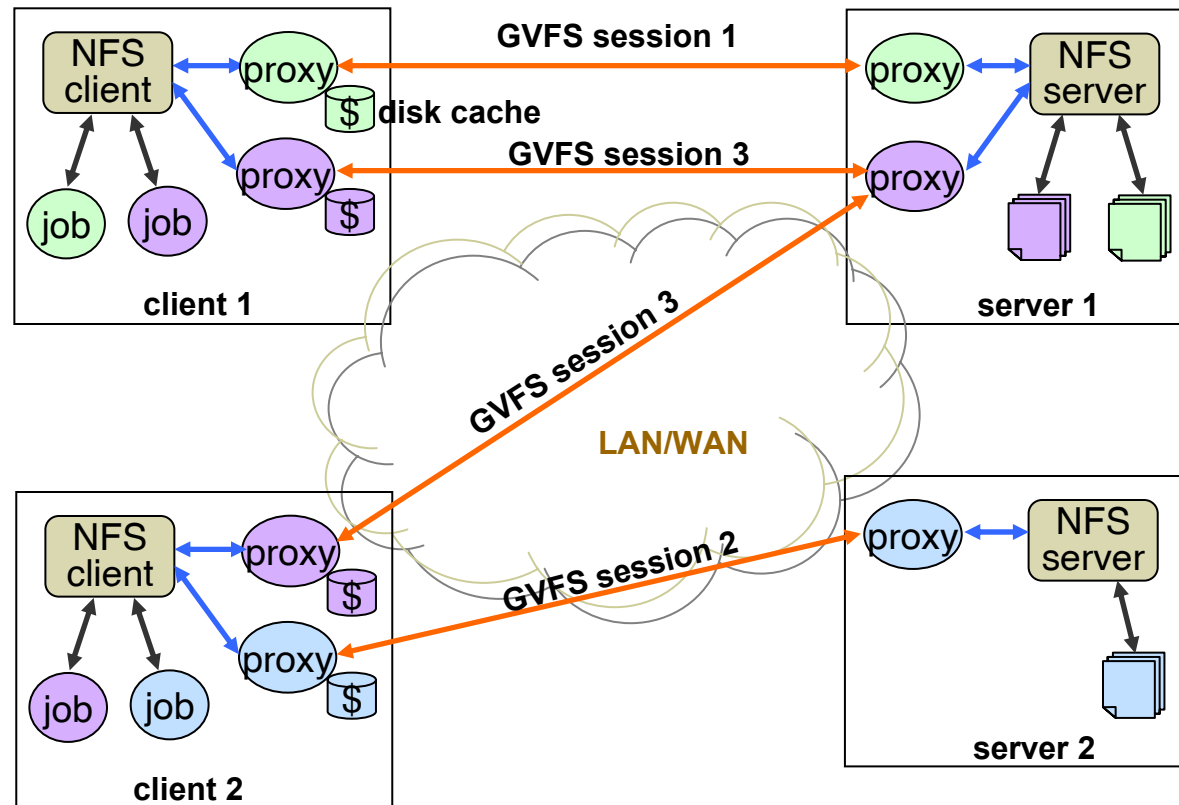 GVFS session 1
NFS
client
proxy
proxy
NFS
server
$
disk cache
GVFS session 3
proxy
proxy
$
job
job
client 1
server 1
GVFS session 3
LAN/WAN
NFS
client
proxy
proxy
NFS
server
GVFS session 2
$
proxy
$
job
job
client 2
server 2